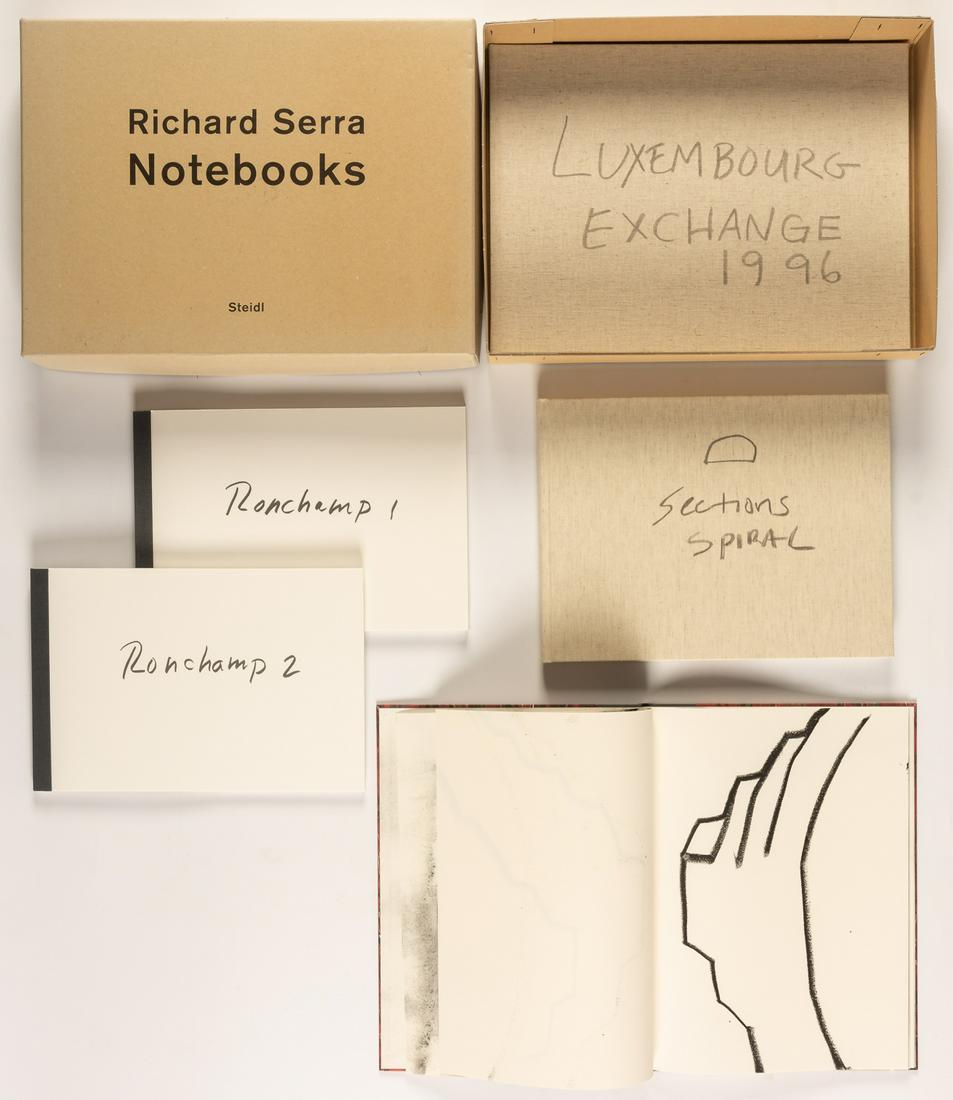 Richard Serra
Notebooks
Steidl
LUXEMBOURG
EXCHANGE
1996
Ronchamp 1
Sections
SPIRAL
Ronchamp 2